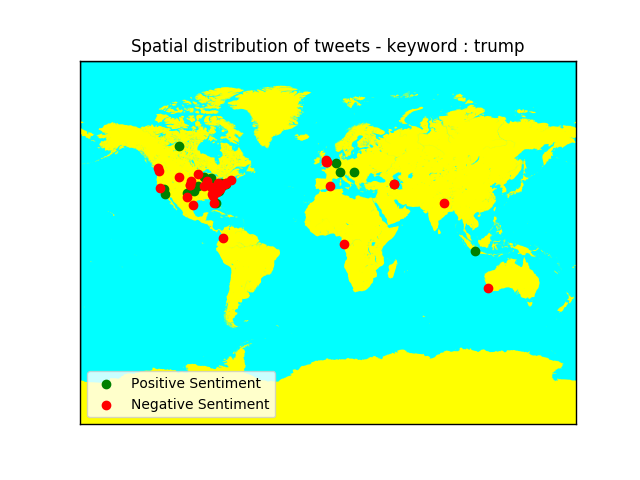 Spatial distribution of tweets - keyword : trump
Positive Sentiment
Negative Sentiment